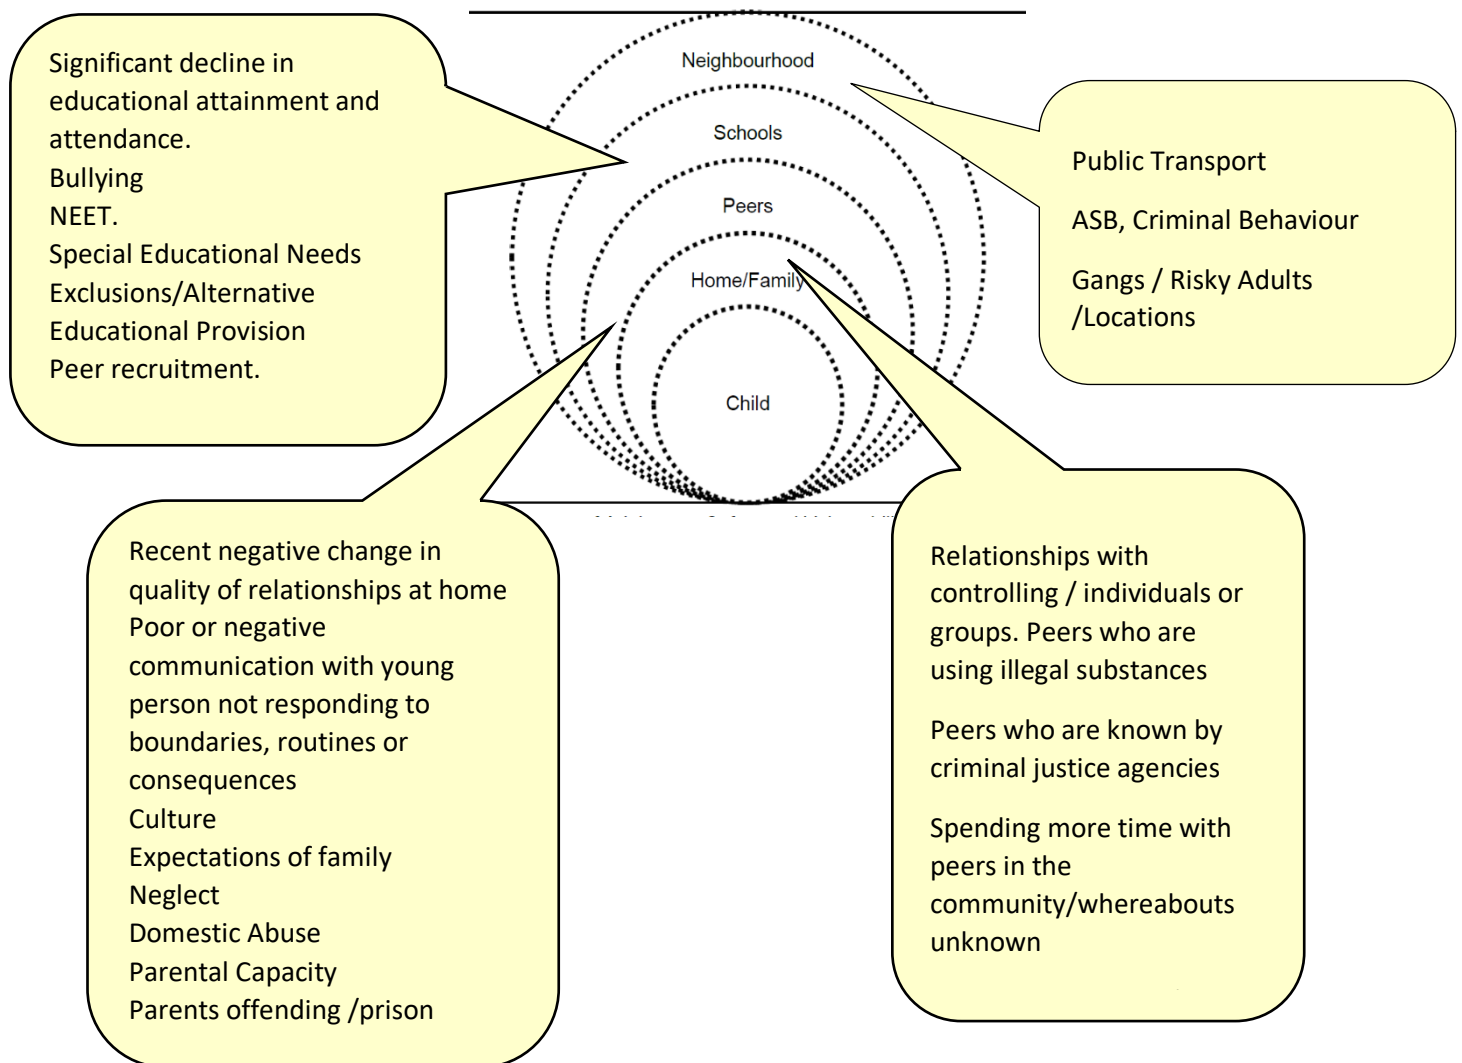 Neighbourhood
Schools
Peers
Home/Family
Child
Significant decline in
educational attainment and
attendance.
Bullying
NEET.
Special Educational Needs
Exclusions/Alternative
Educational Provision
Peer recruitment.
Public Transport
ASB, Criminal Behaviour
Gangs / Risky Adults
/Locations
Recent negative change in
quality of relationships at home
Poor or negative
communication with young
person not responding to
boundaries, routines or
consequences
Culture
Expectations of family
Neglect
Domestic Abuse
Parental Capacity
Parents offending /prison
Relationships with
controlling / individuals or
groups. Peers who are
using illegal substances
Peers who are known by
criminal justice agencies
Spending more time with
peers in the
community/whereabouts
unknown